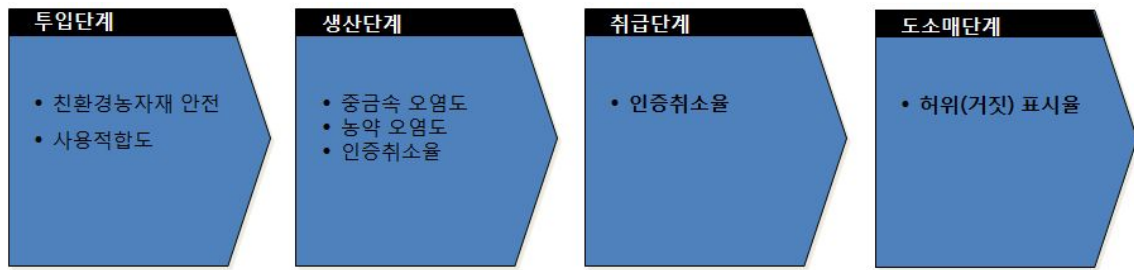 투입단계
• 친환경농자재 안전
• 사용적합도
생산단계
• 중금속 오염도
• 농약 오염도
• 인증취소율
취급단계
• 인증취소율
도소매단계
• 허위(거짓) 표시율